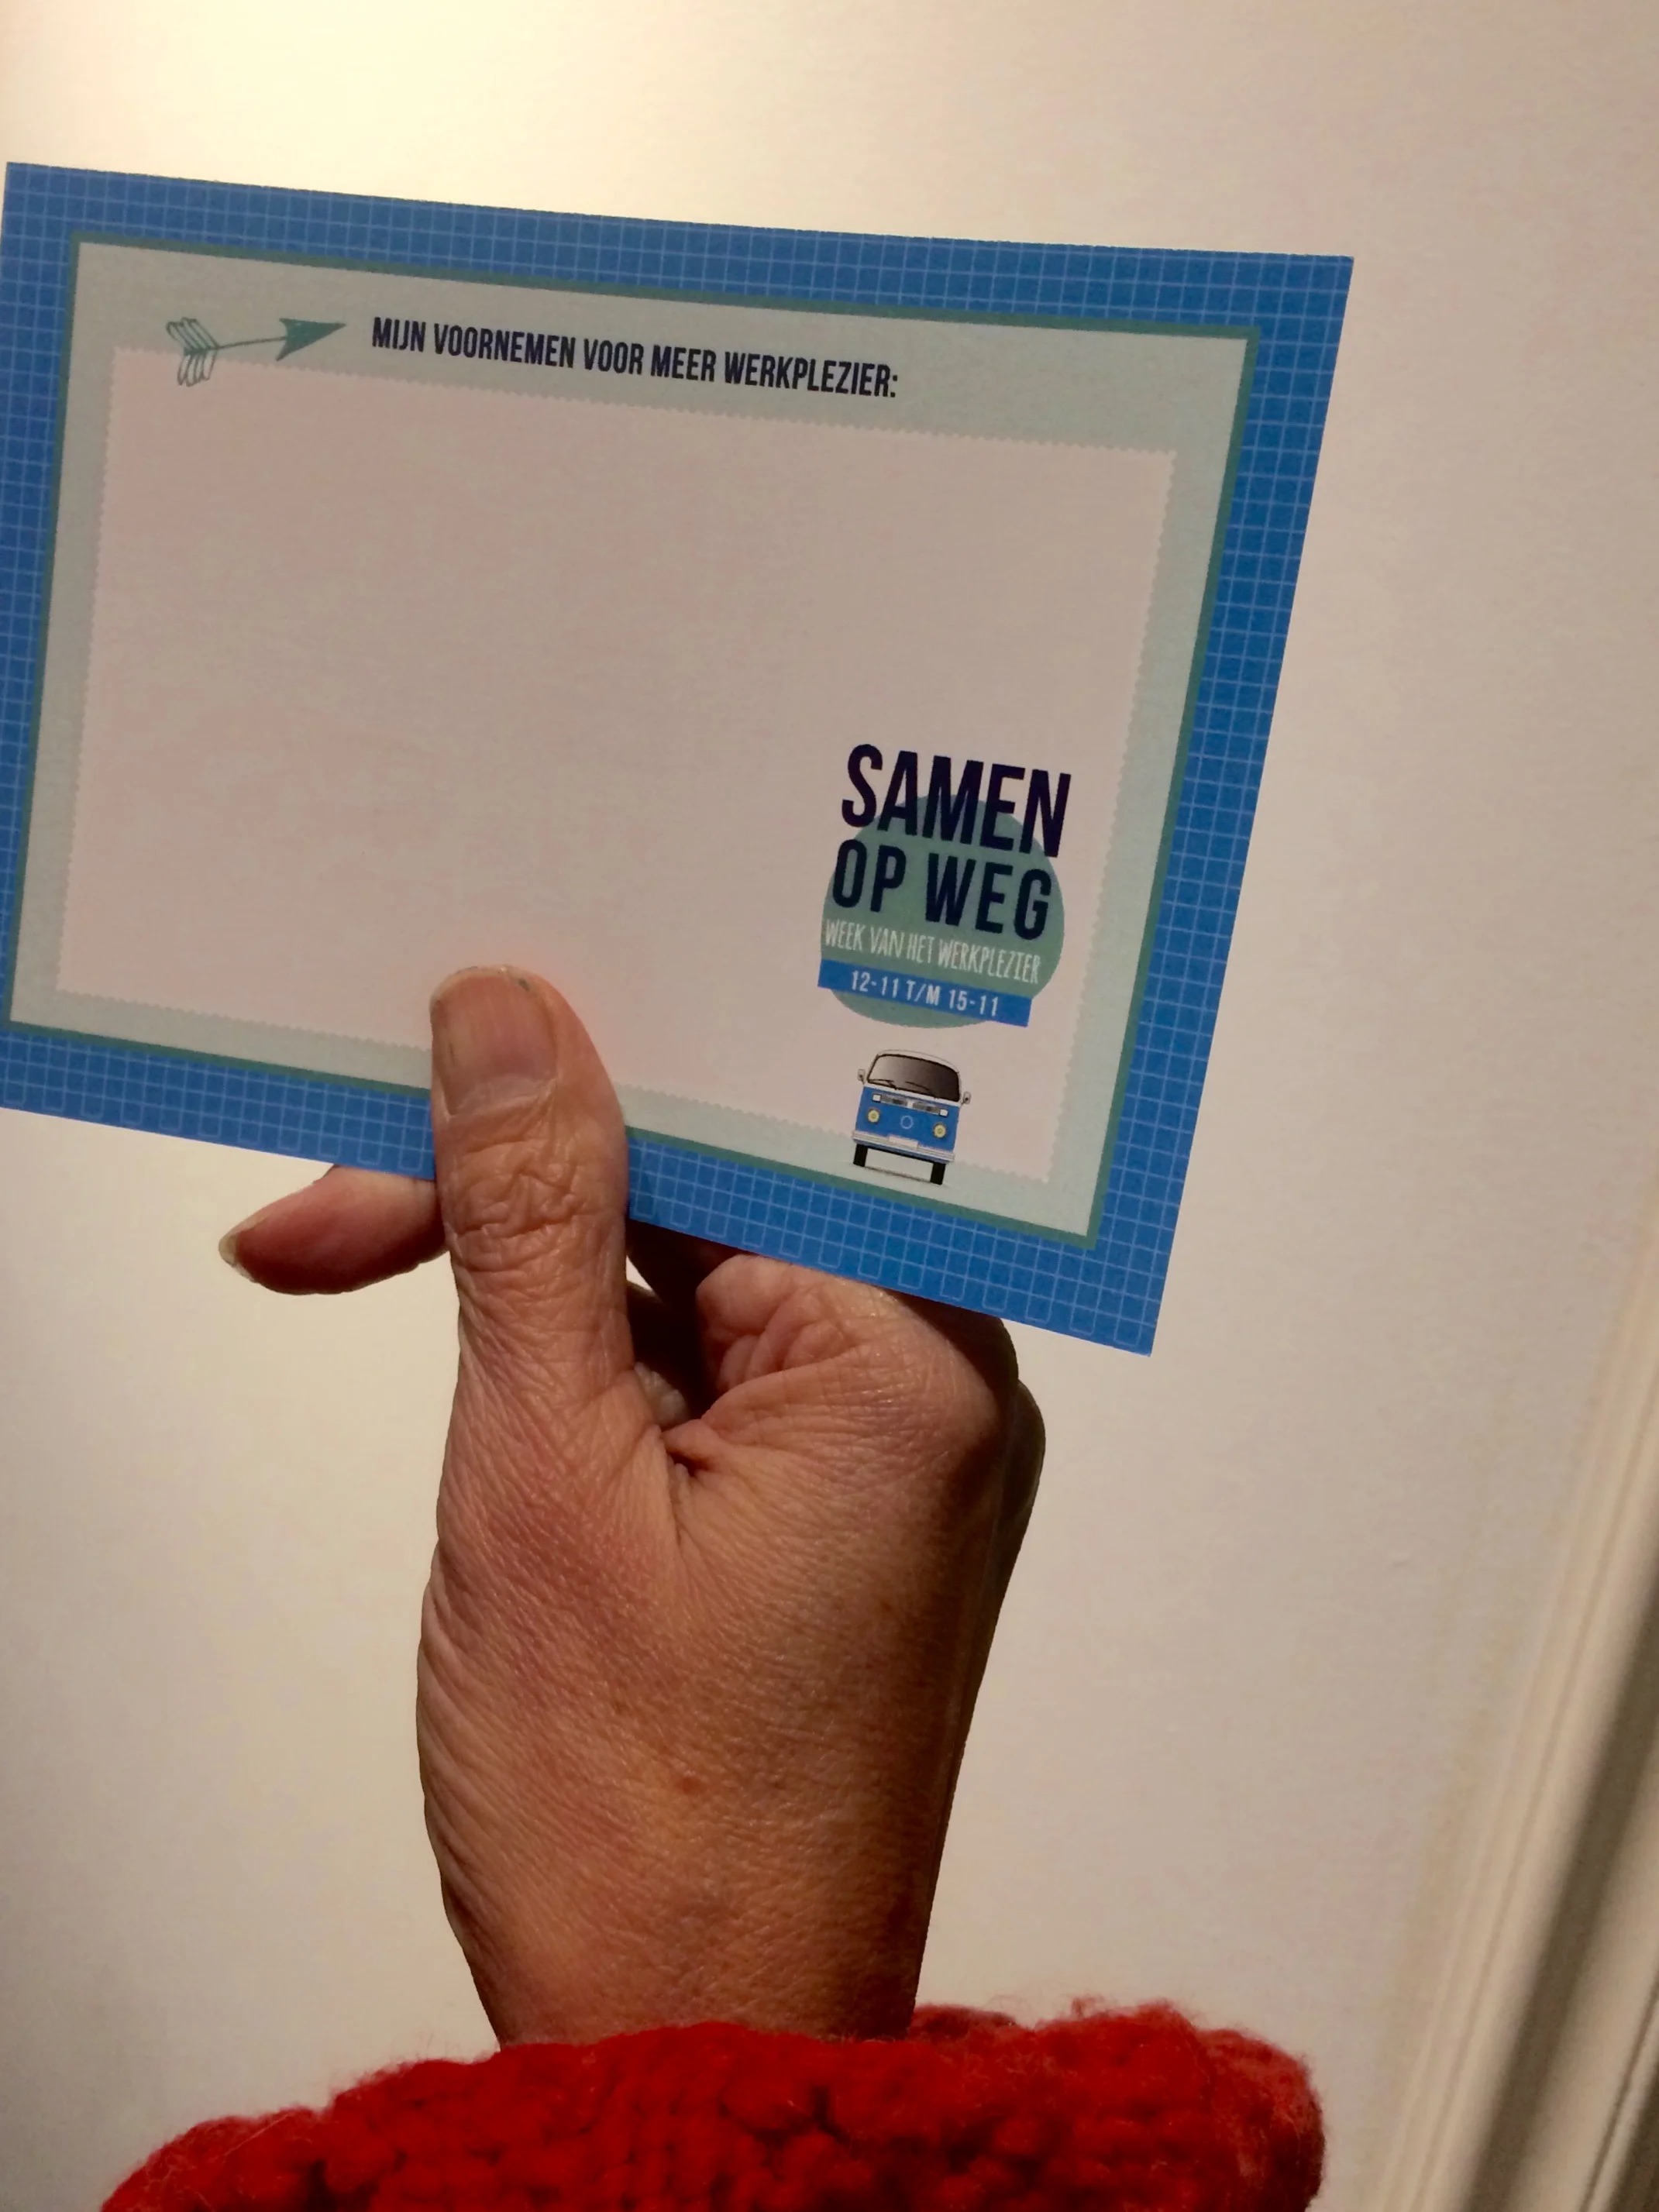 MIJN VOORNEMEN VOOR MEER WERKPLEZIER:
SAMEN
OP WEG
WEEK VAN HET WERKPLEZIER
12-11 T/M 15-11